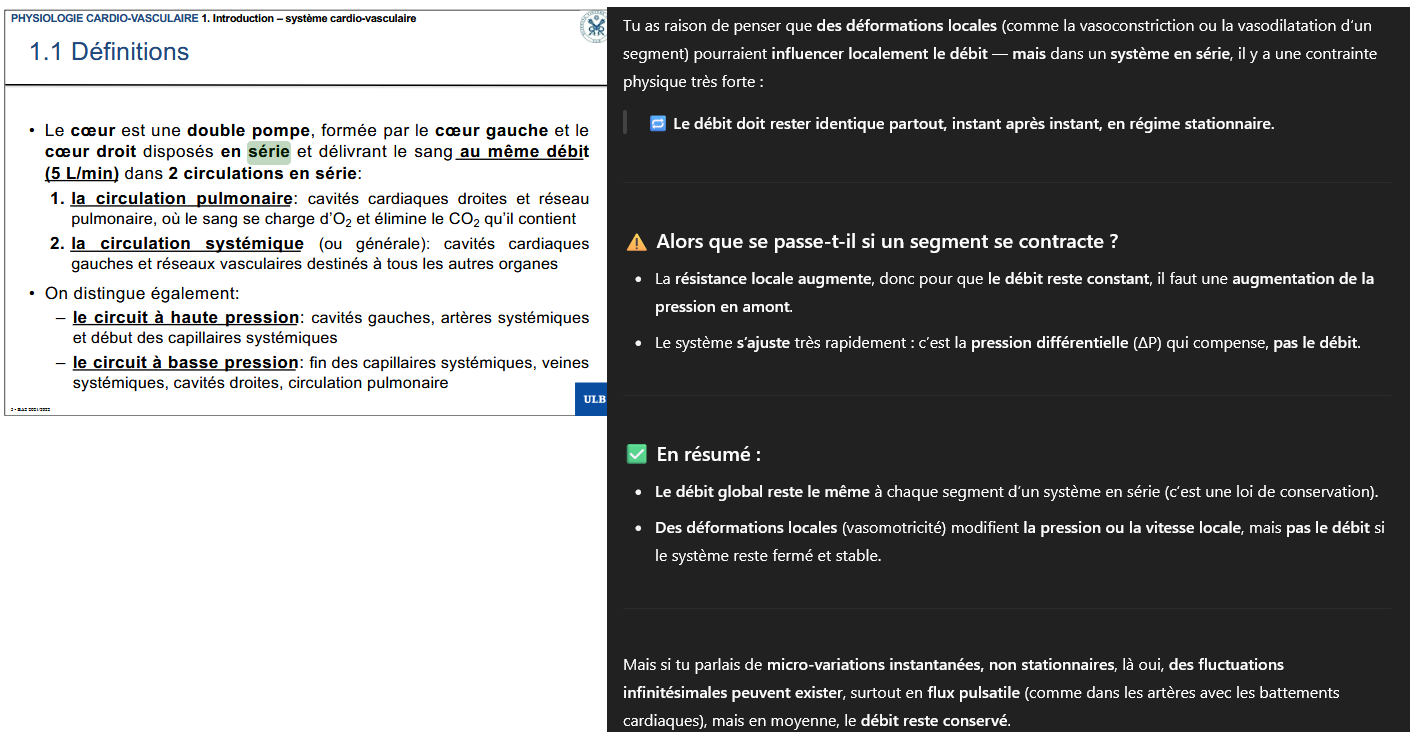 PHYSIOLOGIE CARDIO-VASCULAIRE 1. Introduction – système cardio-vasculaire
1.1 Définitions
• Le cœur est une double pompe, formée par le cœur gauche et le
cœur droit disposés en série et délivrant le sang au même débit
(5 L/min) dans 2 circulations en série:
1. la circulation pulmonaire: cavités cardiaques droites et réseau
pulmonaire, où le sang se charge d'O2 et élimine le CO2 qu'il contient
2. la circulation systémique (ou générale): cavités cardiaques
gauches et réseaux vasculaires destinés à tous les autres organes
• On distingue également:
– le circuit à haute pression: cavités gauches, artères systémiques
et début des capillaires systémiques
– le circuit à basse pression: fin des capillaires systémiques, veines
systémiques, cavités droites, circulation pulmonaire
ULB
Tu as raison de penser que des déformations locales (comme la vasoconstriction ou la vasodilatation d'un
segment) pourraient influencer localement le débit — mais dans un système en série, il y a une contrainte
physique très forte :
🔁 Le débit doit rester identique partout, instant après instant, en régime stationnaire.
⚠️ Alors que se passe-t-il si un segment se contracte ?
• La résistance locale augmente, donc pour que le débit reste constant, il faut une augmentation de la
pression en amont.
• Le système s'ajuste très rapidement : c'est la pression différentielle (ΔP) qui compense, pas le débit.
✅ En résumé :
• Le débit global reste le même à chaque segment d'un système en série (c'est une loi de conservation).
• Des déformations locales (vasomotricité) modifient la pression ou la vitesse locale, mais pas le débit si
le système reste fermé et stable.
Mais si tu parlais de micro-variations instantanées, non stationnaires, là oui, des fluctuations
infinitésimales peuvent exister, surtout en flux pulsatile (comme dans les artères avec les battements
cardiaques), mais en moyenne, le débit reste conservé.